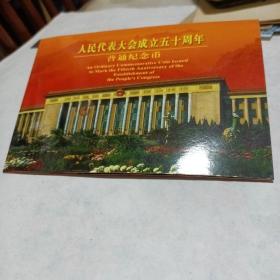 人民代表大会成立五十周年
普通纪念币
An Ordinary Commemorative Coin Issued
to Mark the Fiftieth Anniversary of the
Establishment of
the People's Congress